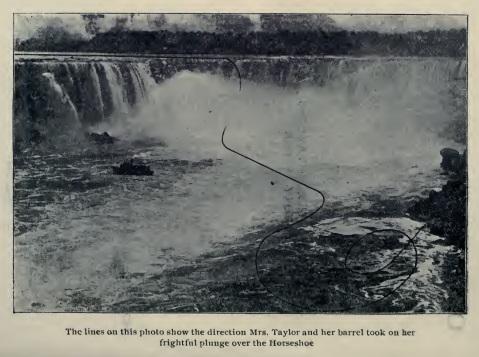 The lines on this photo show the direction Mrs. Taylor and her barrel took on her
frightful plunge over the Horseshoe